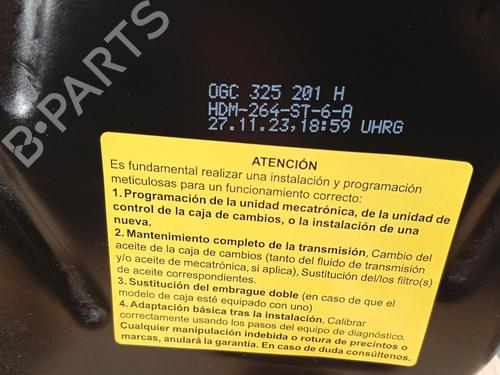 0GC 325 201 H
HDM-264-ST-6-A
27.11.23,18:59 UHRG
B-PARTS
ATENCIÓN
Es fundamental realizar una instalación y programación
meticulosas para un funcionamiento correcto:
1. Programación de la unidad mecatrónica, de la unidad de
control de la caja de cambios, o la instalación de una
nueva.
2. Mantenimiento completo de la transmisión, Cambio del
aceite de la caja de cambios (tanto del fluido de transmisión
y/o aceite de mecatrónica, si aplica), Sustitución del/los filtro(s)
de aceite correspondientes.
3. Sustitución del embrague doble (en caso de que el
modelo de caja esté equipado con uno)
4. Adaptación básica tras la instalación, Calibrar
correctamente usando los pasos del equipo de diagnóstico.
Cualquier manipulación indebida o rotura de precintos o
marcas, anulará la garantía. En caso de duda consúltenos.